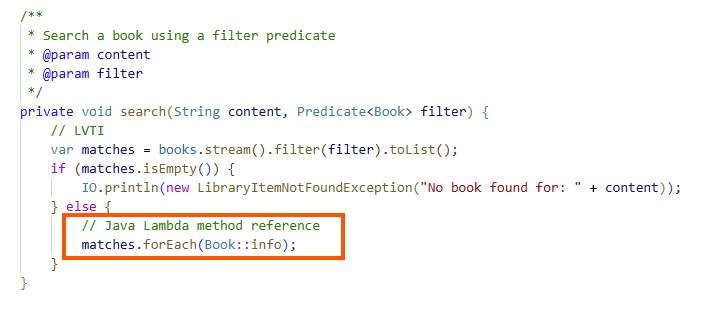 /**
 * Search a book using a filter predicate
 * @param content
 * @param filter
 */
private void search(String content, Predicate<Book> filter) {
    // LVTI
    var matches = books.stream().filter(filter).toList();
    if (matches.isEmpty()) {
        IO.println(new LibraryItemNotFoundException("No book found for: " + content));
    } else {
        // Java Lambda method reference
        matches.forEach(Book::info);
    }
}